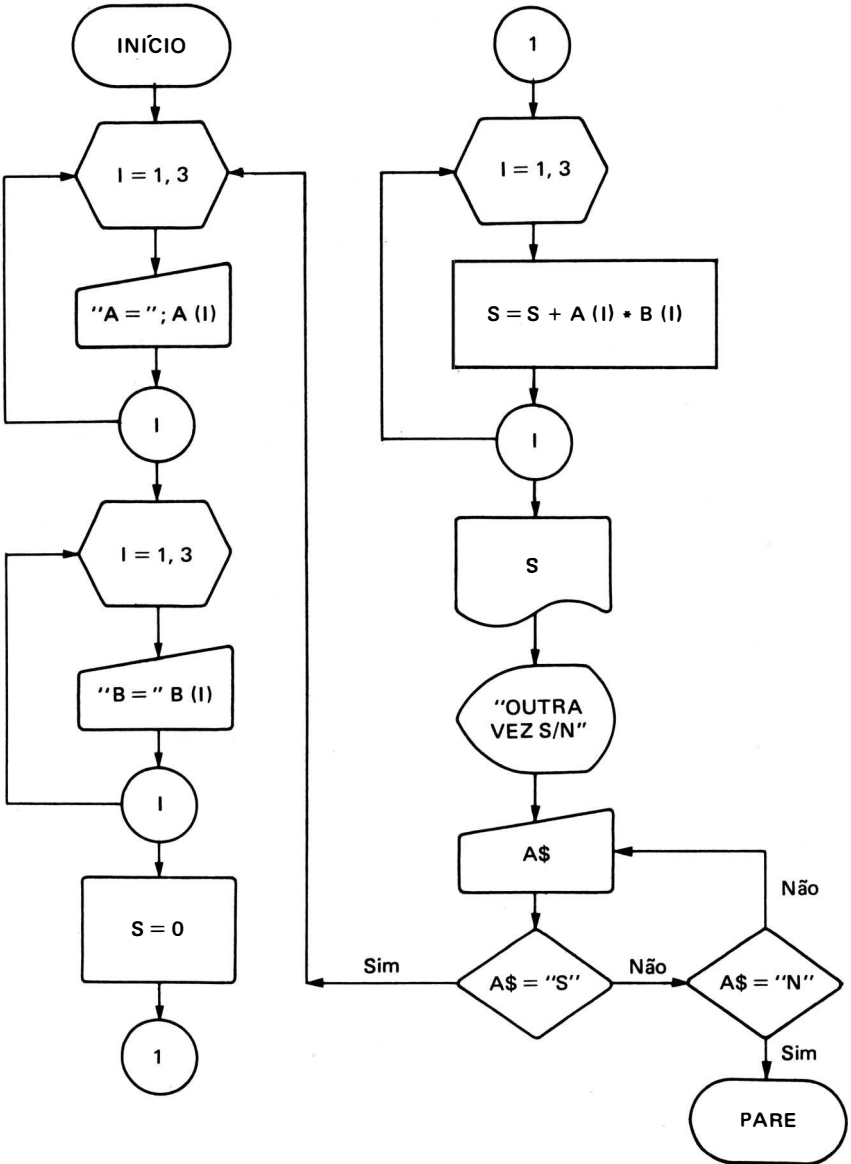 INÍCIO
I = 1, 3
"A ="; A (I)
I
I = 1, 3
"B =" B (I)
I
S = 0
1
1
I = 1, 3
S = S + A (I) * B (I)
I
S
"OUTRA
VEZ S/N"
A$
A$ = "S"
Sim
Não
A$ = "N"
Não
Sim
PARE